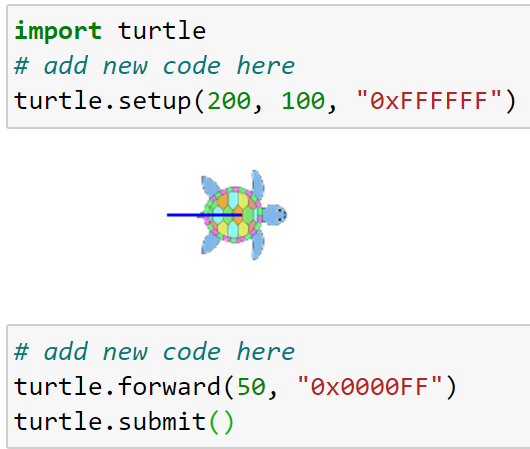 import turtle
# add new code here
turtle.setup(200, 100, "0xFFFFFF")
# add new code here
turtle.forward(50, "0x0000FF")
turtle.submit()